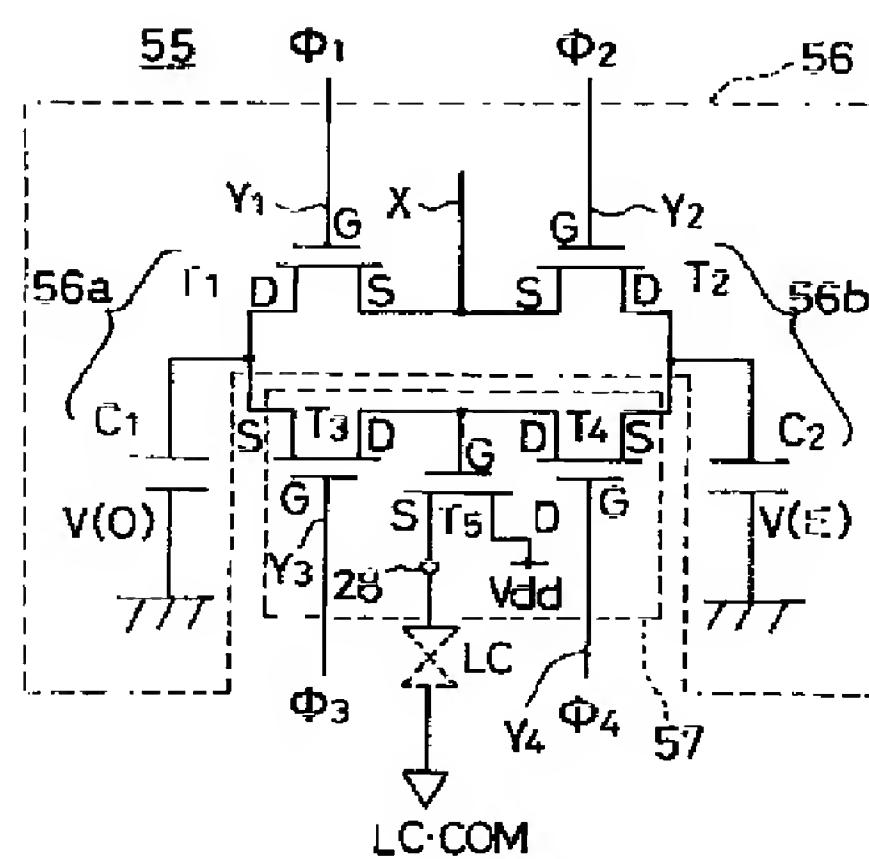 55
Φ1
Φ2
56
Y1
G
X
G
Y2
56a
T1
D
S
S
D
T2
56b
C1
S
T3
D
D
T4
S
C2
G
V(O)
G
S
T5
D
G
V(E)
Y3
28
Vdd
LC
Φ3
Y4
Φ4
57
LC·COM